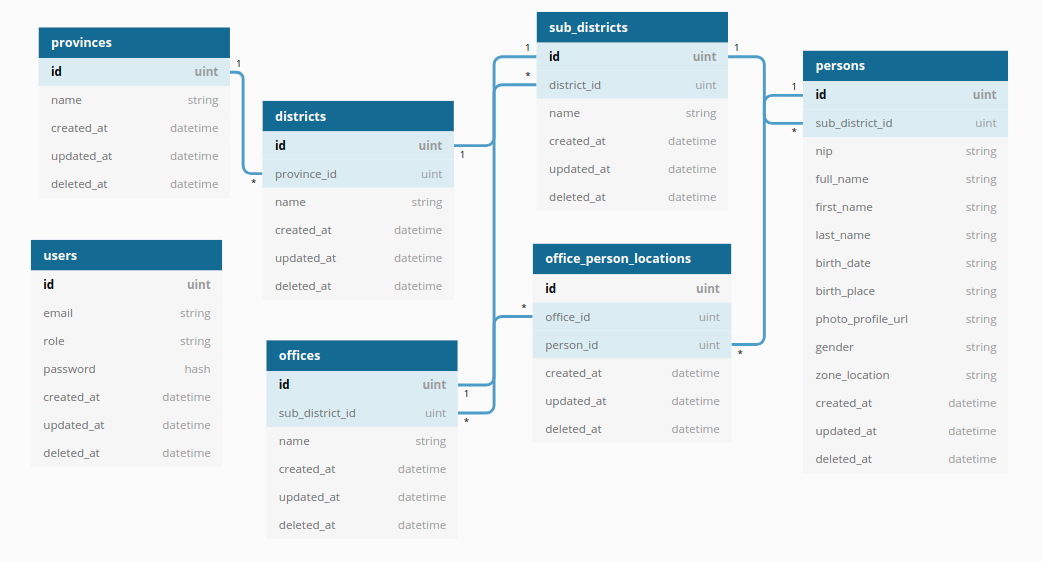 provinces
id uint
name string
created_at datetime
updated_at datetime
deleted_at datetime
1
*
districts
id uint
province_id uint
name string
created_at datetime
updated_at datetime
deleted_at datetime
1
sub_districts
1 id uint 1
* district_id uint
name string
created_at datetime
updated_at datetime
deleted_at datetime
persons
1 id uint
* sub_district_id uint
nip string
full_name string
first_name string
last_name string
birth_date string
birth_place string
photo_profile_url string
gender string
zone_location string
created_at datetime
updated_at datetime
deleted_at datetime
users
id uint
email string
role string
password hash
created_at datetime
updated_at datetime
deleted_at datetime
offices
id uint
1
sub_district_id uint
*
name string
created_at datetime
updated_at datetime
deleted_at datetime
office_person_locations
id uint
* office_id uint
person_id uint
*
created_at datetime
updated_at datetime
deleted_at datetime